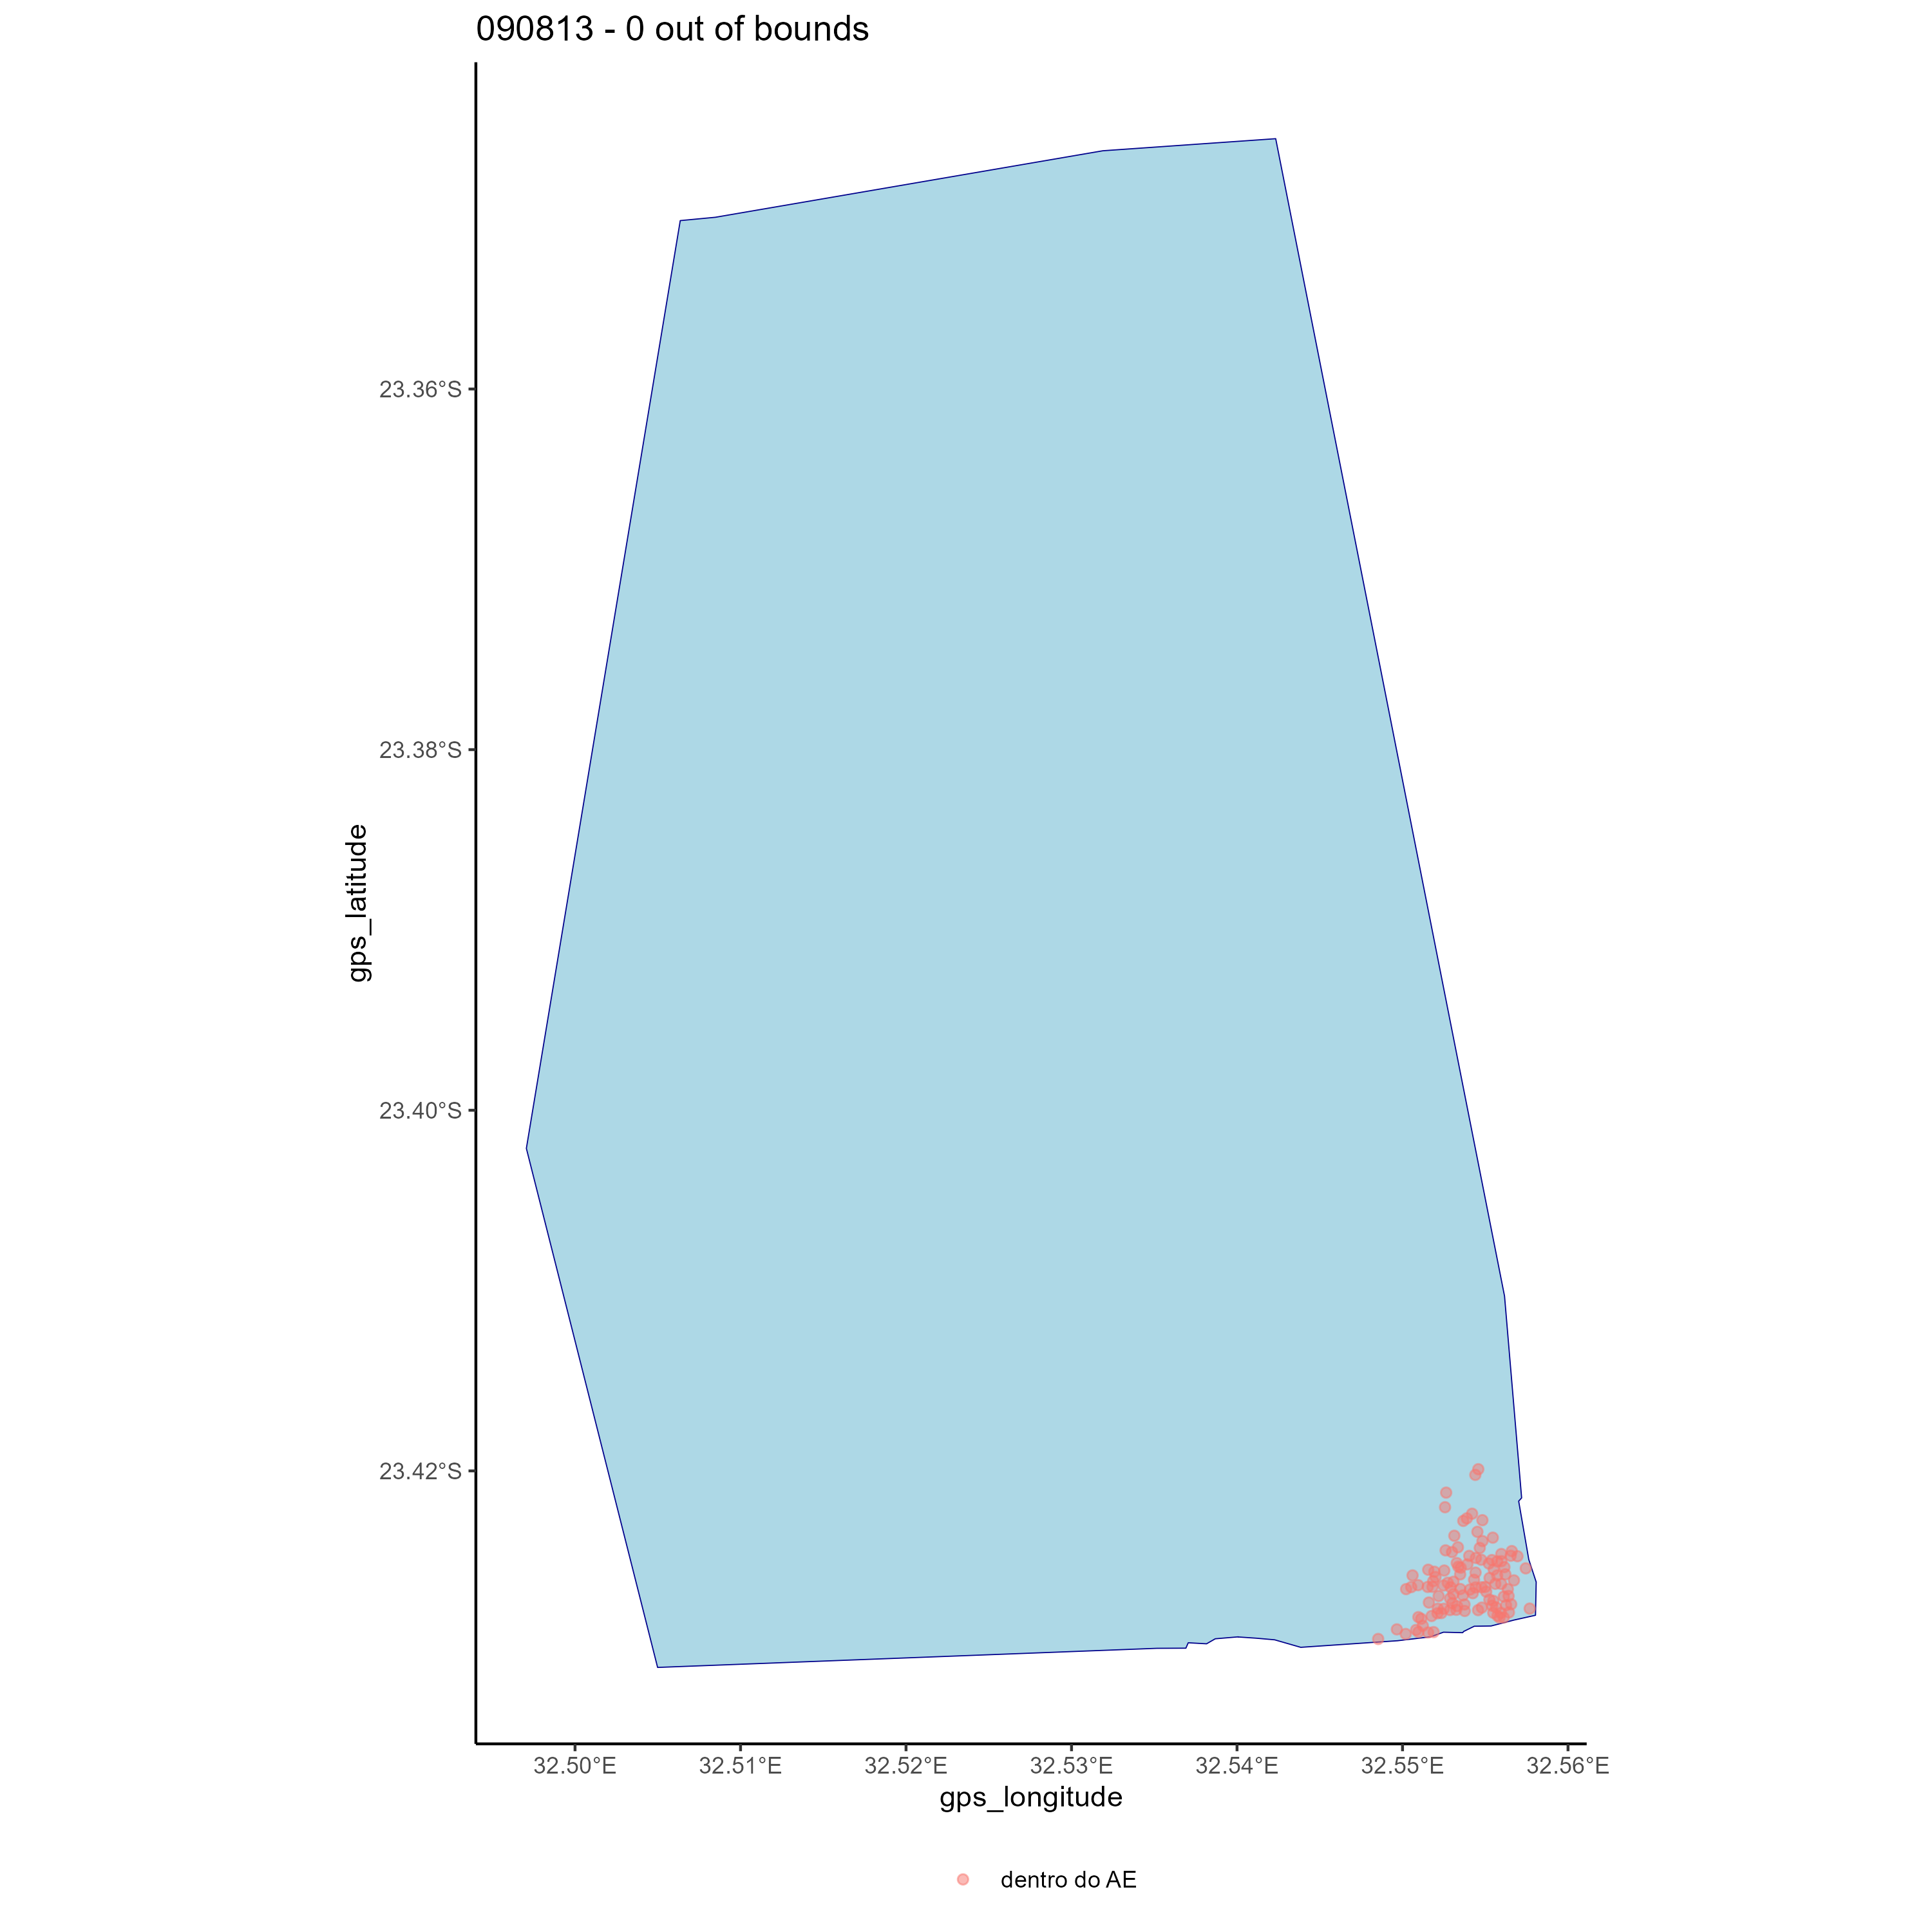 090813 - 0 out of bounds
23.36°S
23.38°S
23.40°S
23.42°S
gps_latitude
32.50°E 32.51°E 32.52°E 32.53°E 32.54°E 32.55°E 32.56°E
gps_longitude
dentro do AE